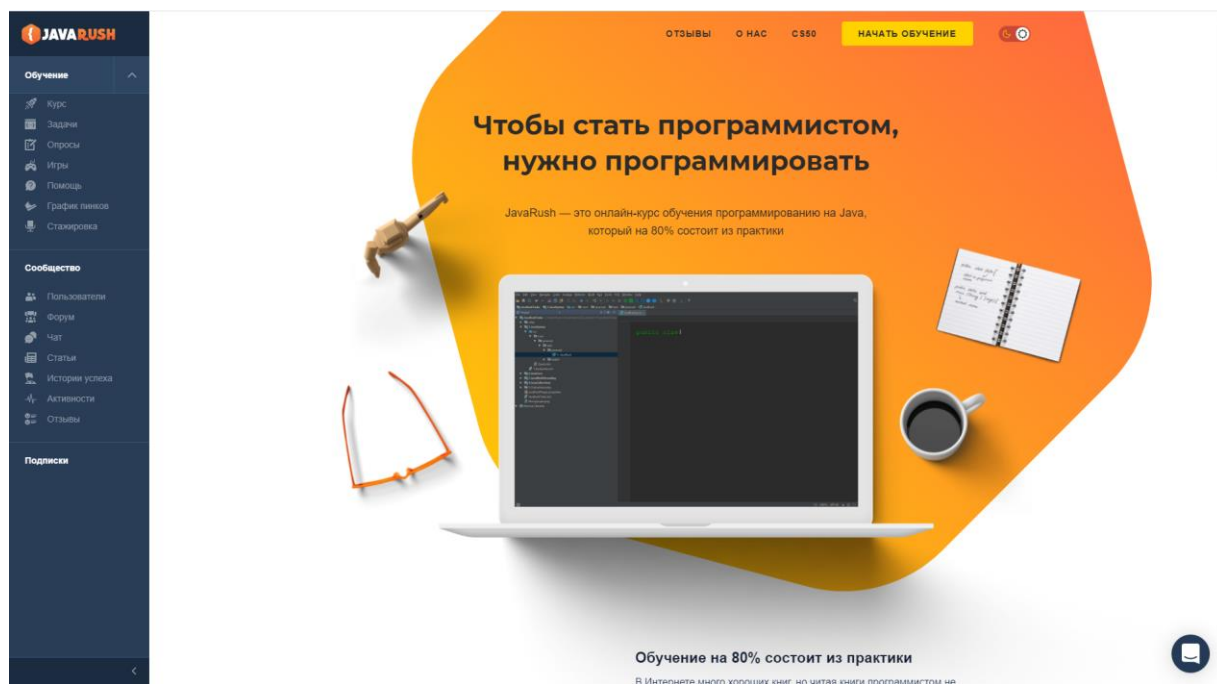 JAVARUSH
Обучение
Курс
Задачи
Опросы
Игры
Помощь
График пинков
Стажировка
Сообщество
Пользователи
Форум
Чат
Статьи
Истории успеха
Активности
Отзывы
Подписки
ОТЗЫВЫ О НАС CS50 НАЧАТЬ ОБУЧЕНИЕ
Чтобы стать программистом,
нужно программировать
JavaRush — это онлайн-курс обучения программированию на Java,
который на 80% состоит из практики
public class
Обучение на 80% состоит из практики
В Интернете много хороших книг, но читая книги программистом не